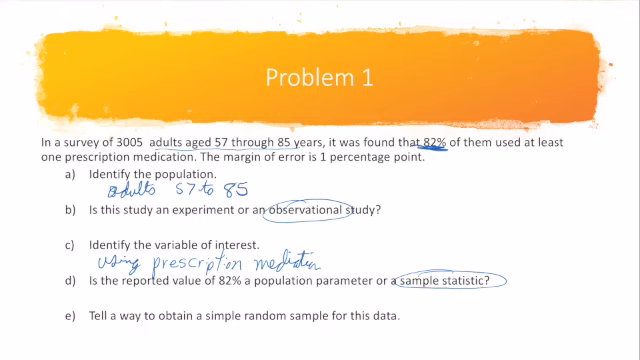 Problem 1
In a survey of 3005 adults aged 57 through 85 years, it was found that 82% of them used at least
one prescription medication. The margin of error is 1 percentage point.
a) Identify the population.
adults 57 to 85
b) Is this study an experiment or an observational study?
c) Identify the variable of interest.
using prescription medication
d) Is the reported value of 82% a population parameter or a sample statistic?
e) Tell a way to obtain a simple random sample for this data.